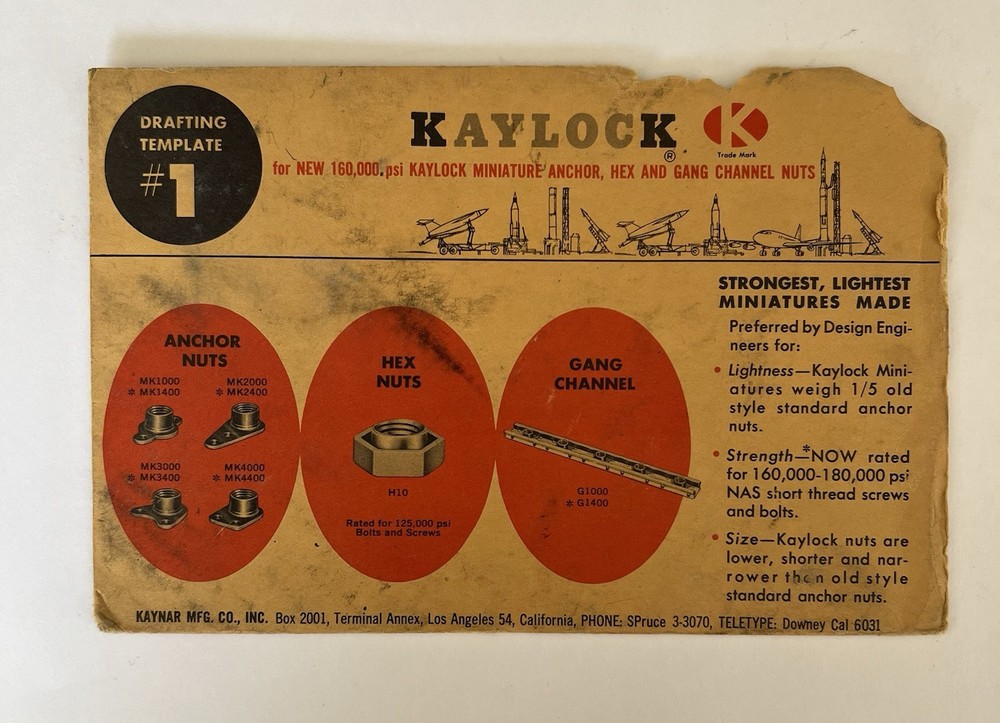 DRAFTING
TEMPLATE
#1
KAYLOCK
®
K
Trade Mark
for NEW 160,000 psi KAYLOCK MINIATURE ANCHOR, HEX AND GANG CHANNEL NUTS
ANCHOR
NUTS
MK1000
* MK1400
MK2000
* MK2400
MK3000
* MK3400
MK4000
* MK4400
HEX
NUTS
H10
Rated for 125,000 psi
Bolts and Screws
GANG
CHANNEL
G1000
* G1400
STRONGEST, LIGHTEST
MINIATURES MADE
Preferred by Design Engi-
neers for:
• Lightness—Kaylock Mini-
atures weigh 1/5 old
style standard anchor
nuts.
• Strength—*NOW rated
for 160,000-180,000 psi
NAS short thread screws
and bolts.
• Size—Kaylock nuts are
lower, shorter and nar-
rower than old style
standard anchor nuts.
KAYNAR MFG. CO., INC. Box 2001, Terminal Annex, Los Angeles 54, California, PHONE: SPruce 3-3070, TELETYPE: Downey Cal 6031